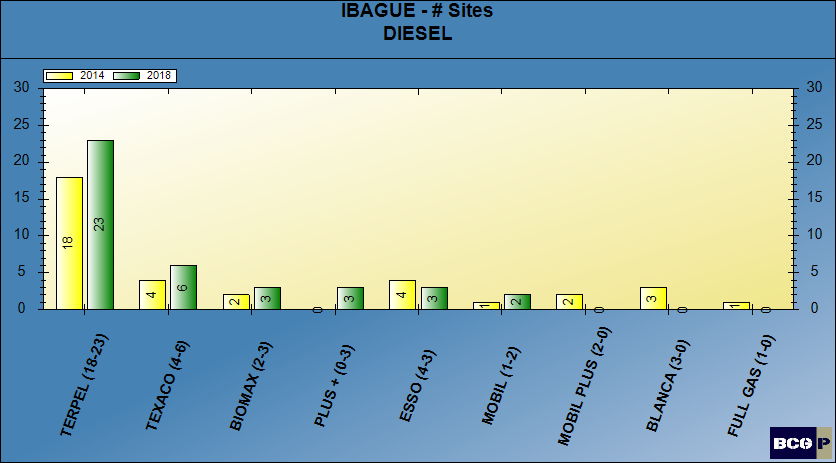 IBAGUE - # Sites
DIESEL
2014 2018
30 30
25 25
20 20
15 15
10 10
5 5
0 0
18 23 4 6 2 3 0 3 4 3 1 2 2 0 3 0 1 0
TERPEL (18-23)
TEXACO (4-6)
BIOMAX (2-3)
PLUS + (0-3)
ESSO (4-3)
MOBIL (1-2)
MOBIL PLUS (2-0)
BLANCA (3-0)
FULL GAS (1-0)
BCG P